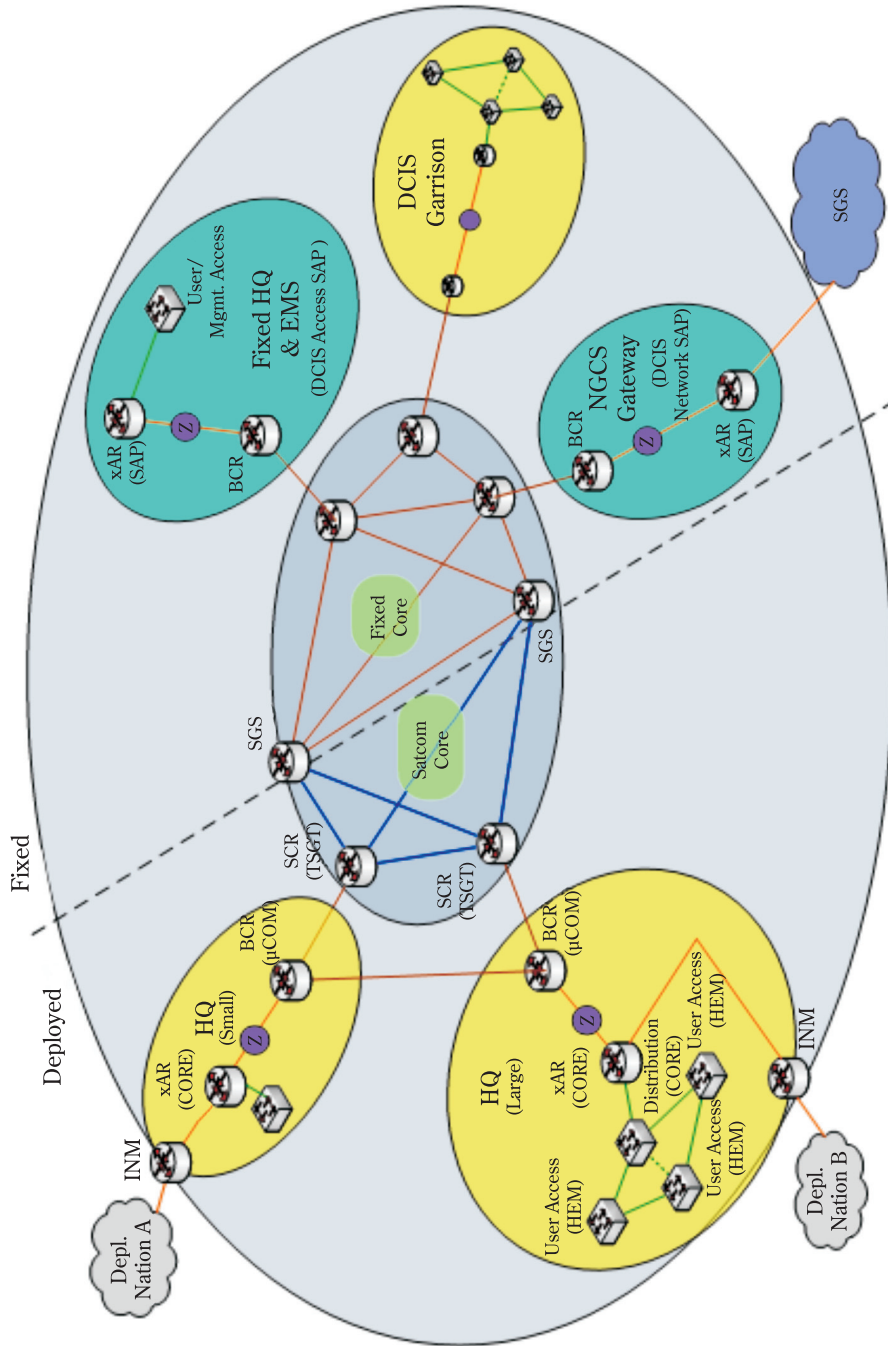 Deployed
Fixed
Depl.
Nation A
INM
xAR
(CORE)
HQ
(Small)
Z
BCR
(μCOM)
SCR
(TSGT)
SGS
Satcom
Core
Fixed
Core
SCR
(TSGT)
SGS
xAR
(SAP)
Z
BCR
User/
Mgmt. Access
Fixed HQ
& EMS
(DCIS Access SAP)
DCIS
Garrison
BCR
NGCS
Gateway
(DCIS
Network SAP)
Z
xAR
(SAP)
SGS
HQ
(Large)
BCR
(μCOM)
Z
xAR
(CORE)
Distribution
(CORE)
User Access
(HEM)
User Access
(HEM)
User Access
(HEM)
INM
Depl.
Nation B